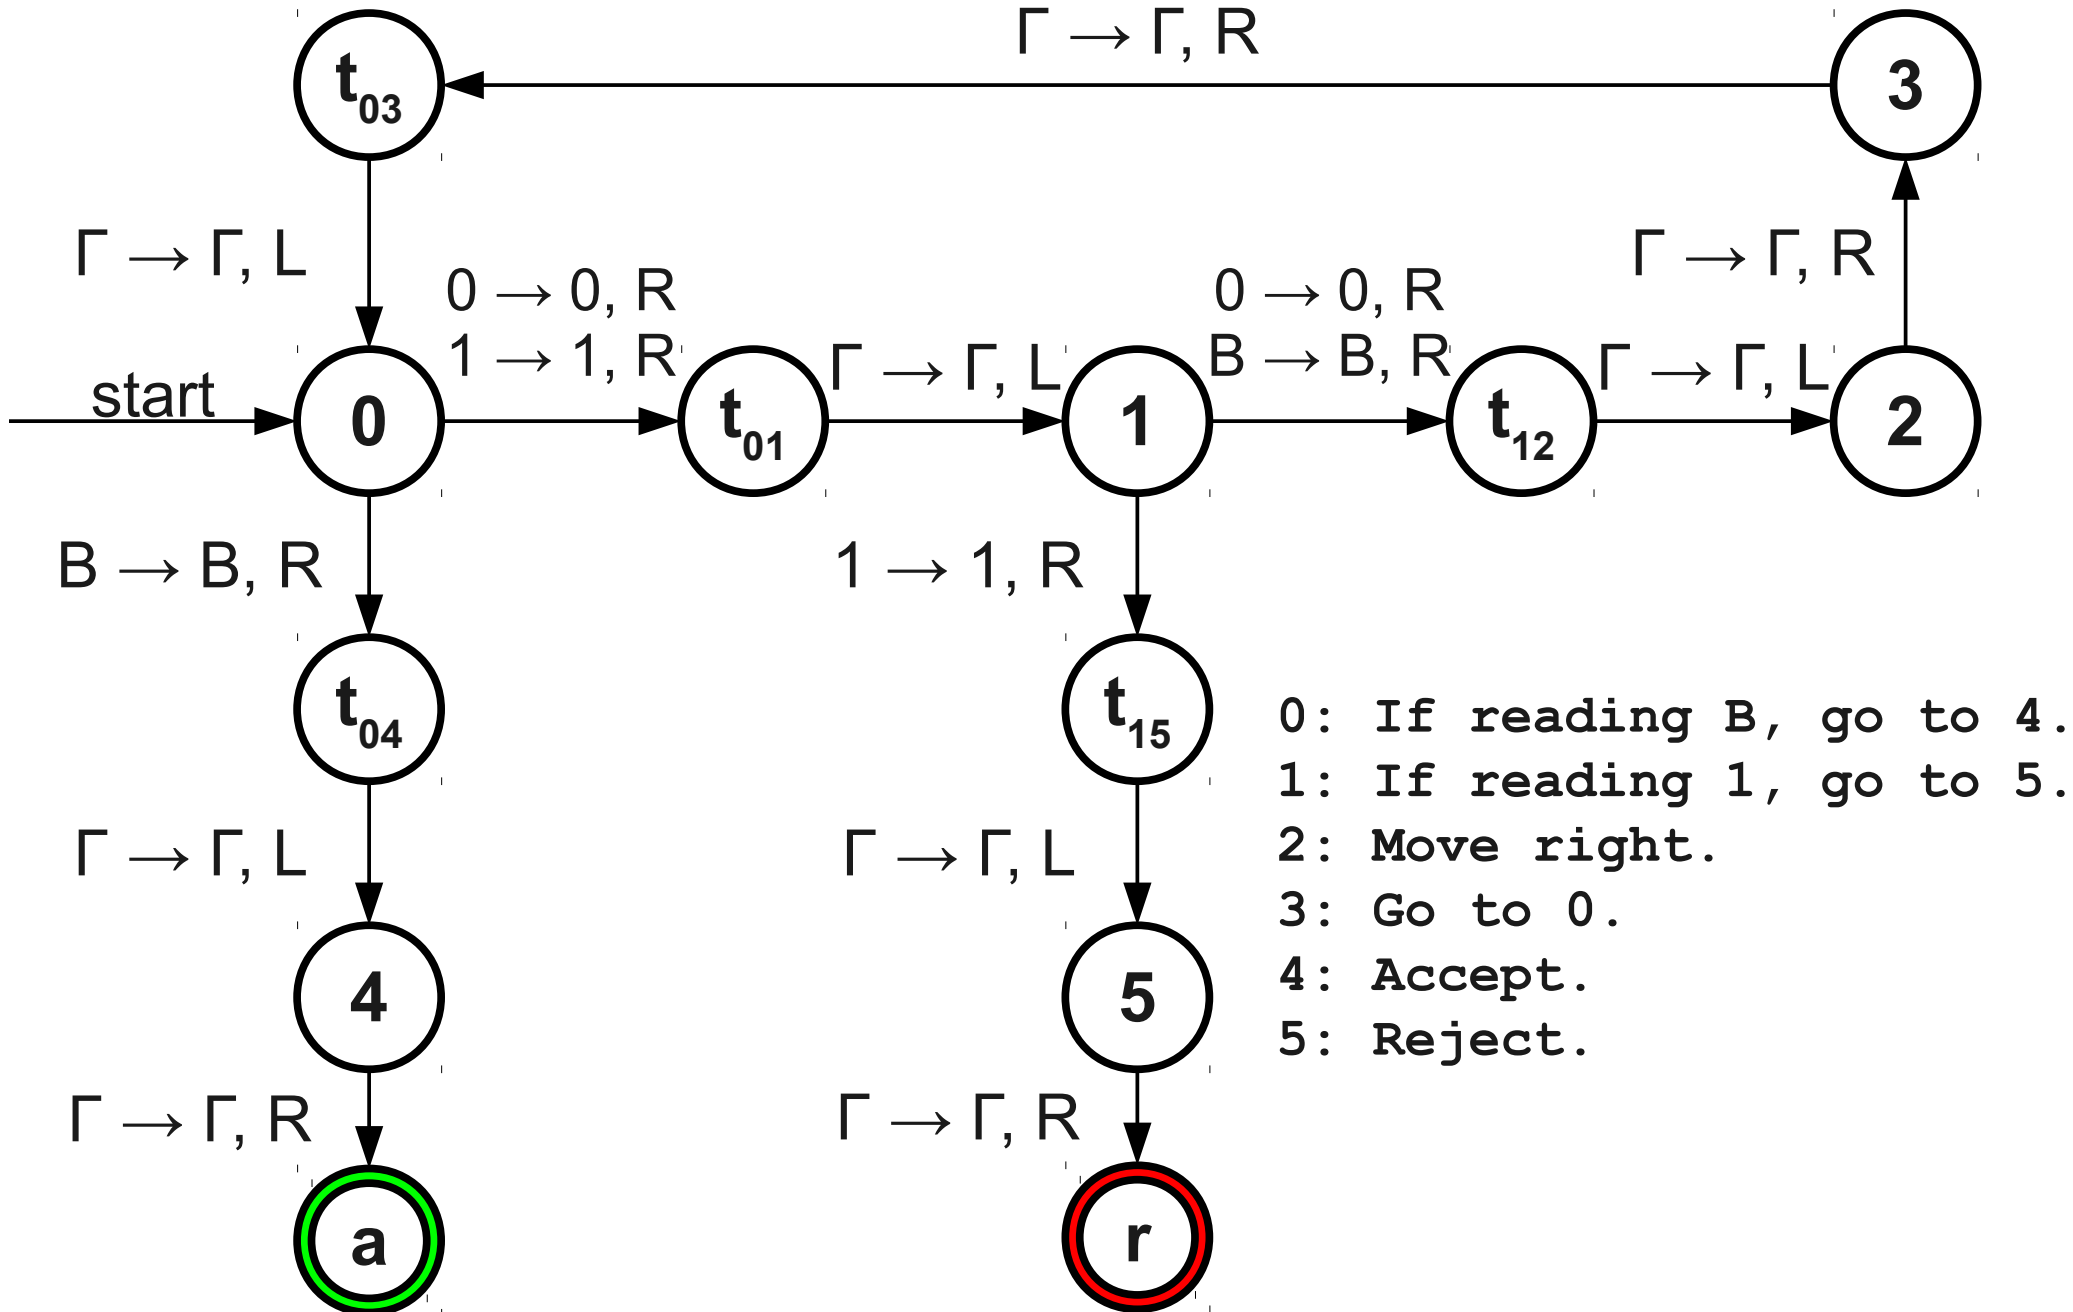 Γ → Γ, R
t03
3
Γ → Γ, L
Γ → Γ, R
0 → 0, R
1 → 1, R
0 → 0, R
B → B, R
Γ → Γ, L
Γ → Γ, L
start
0
t01
1
t12
2
B → B, R
1 → 1, R
t04
t15
0: If reading B, go to 4.
1: If reading 1, go to 5.
2: Move right.
3: Go to 0.
4: Accept.
5: Reject.
Γ → Γ, L
Γ → Γ, L
4
5
Γ → Γ, R
Γ → Γ, R
a
r